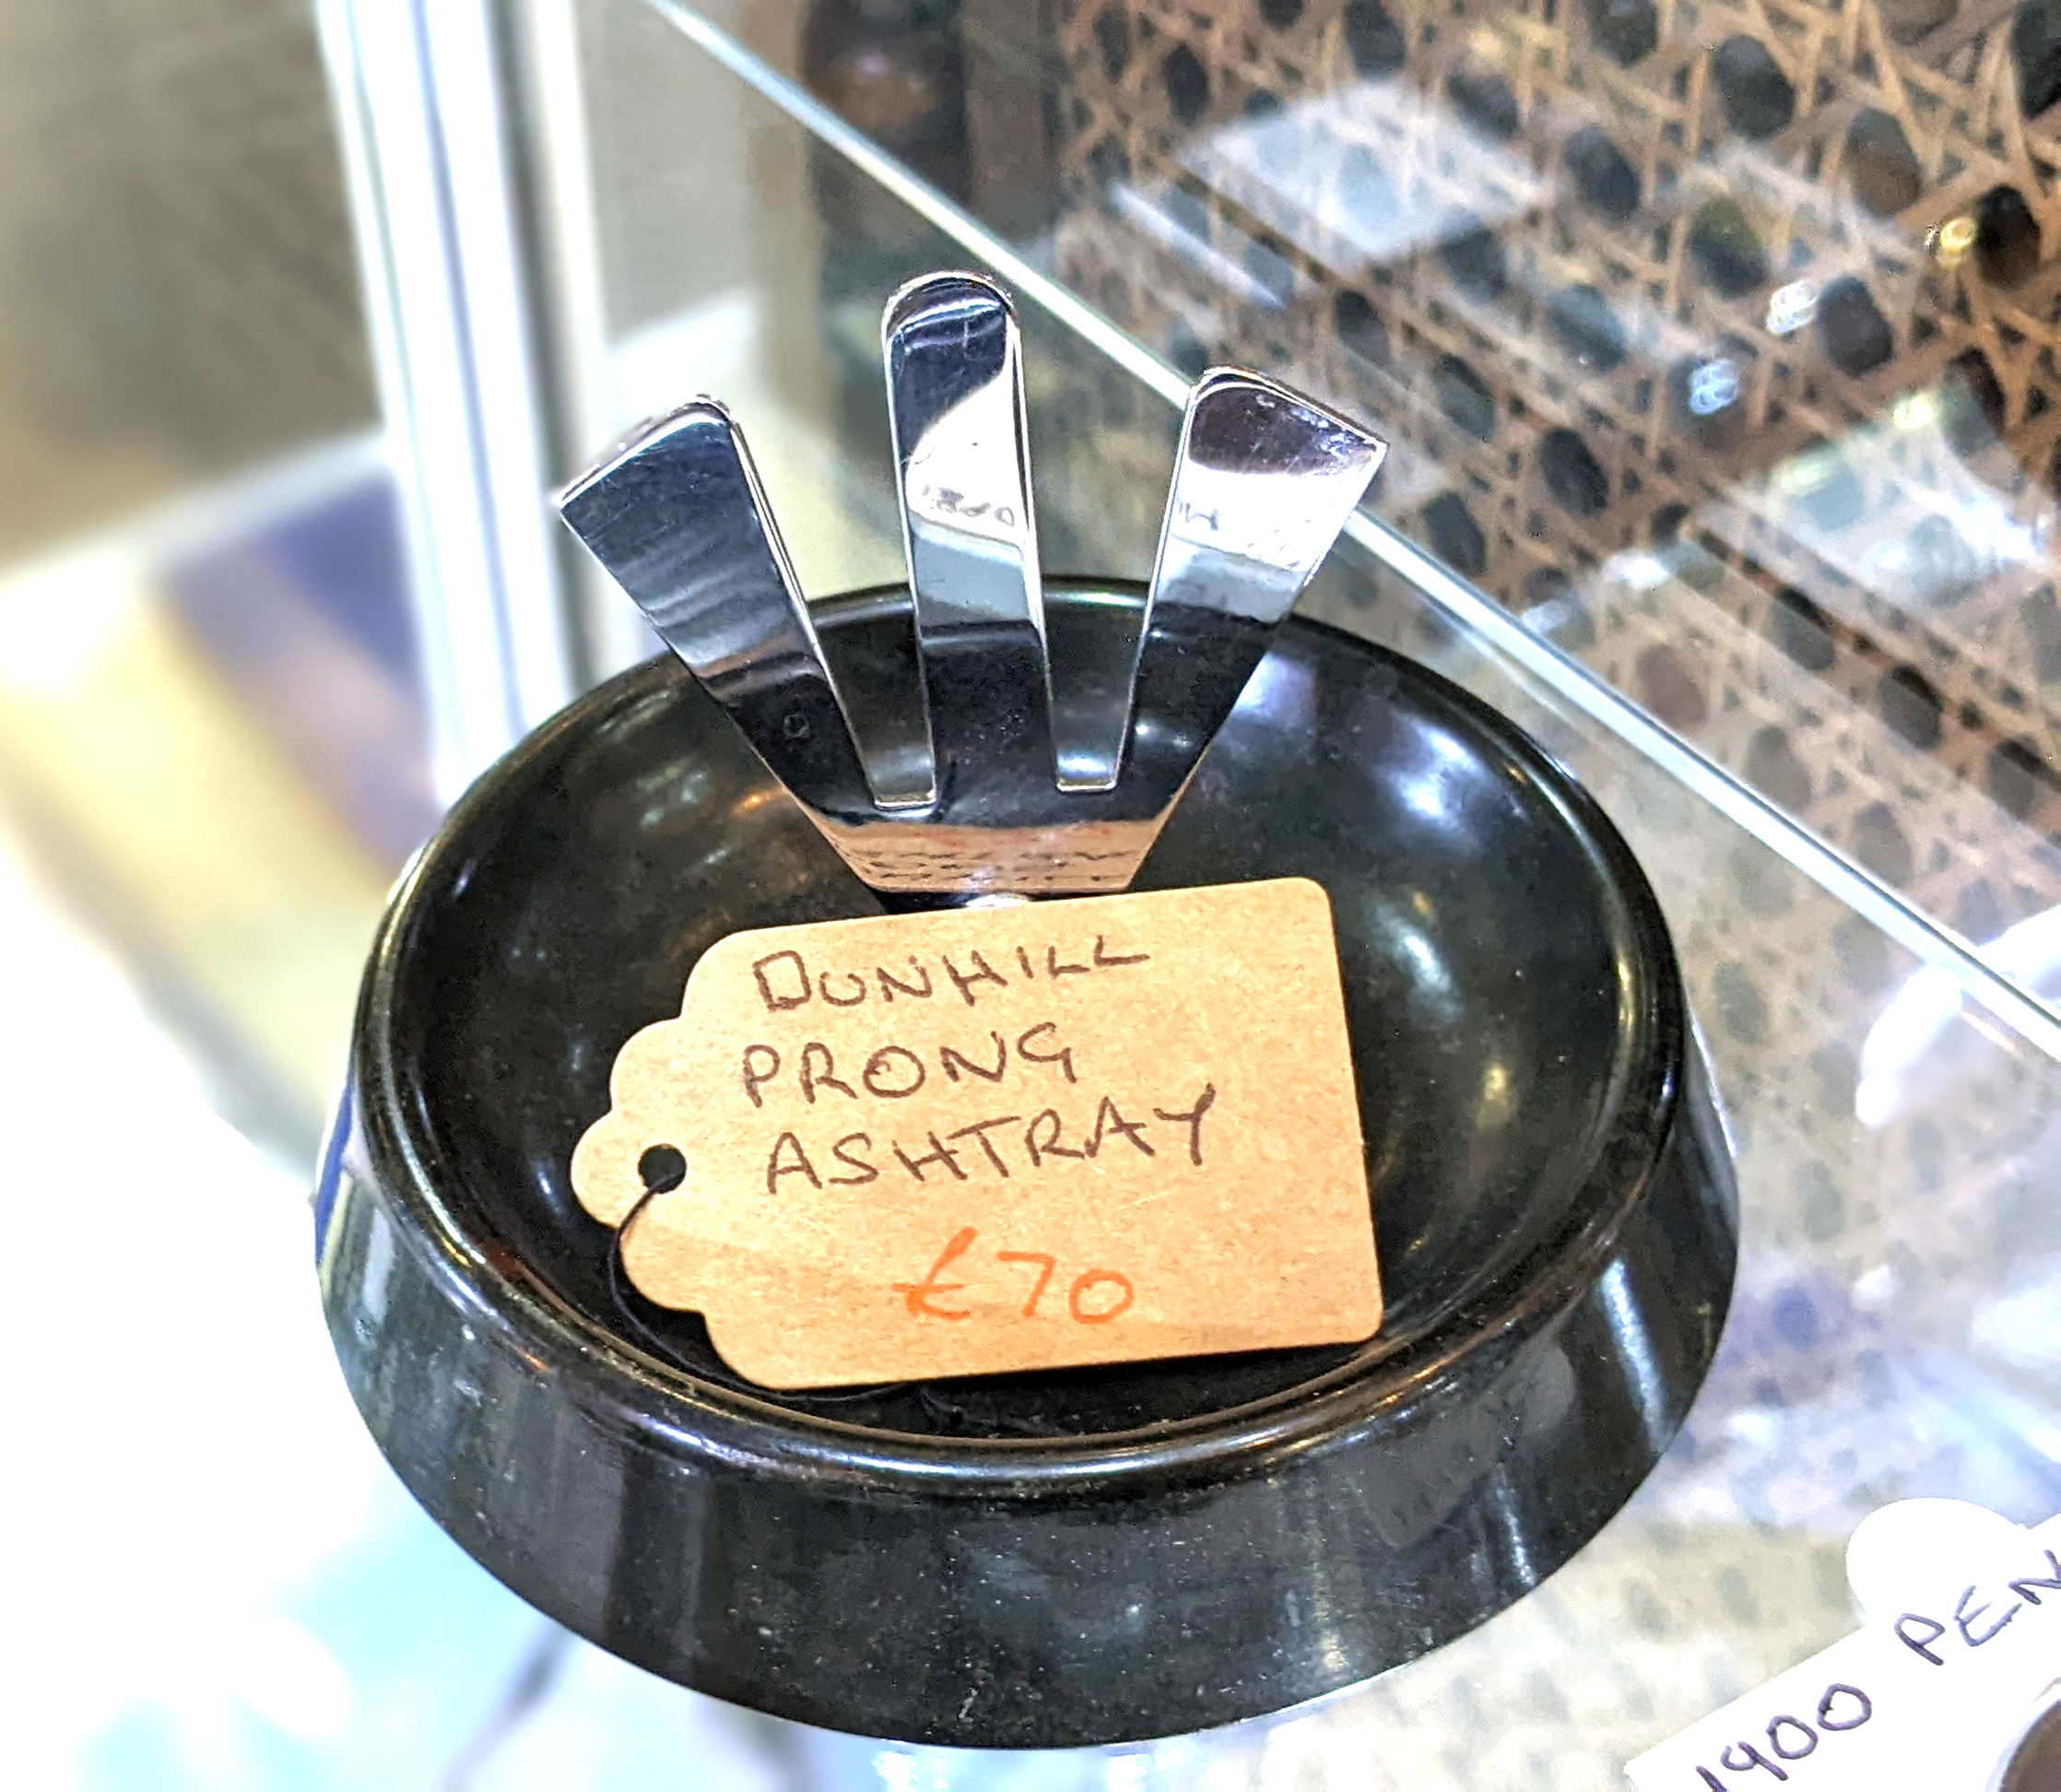 DUNHILL
PRONG
ASHTRAY
£70
1900 PEN